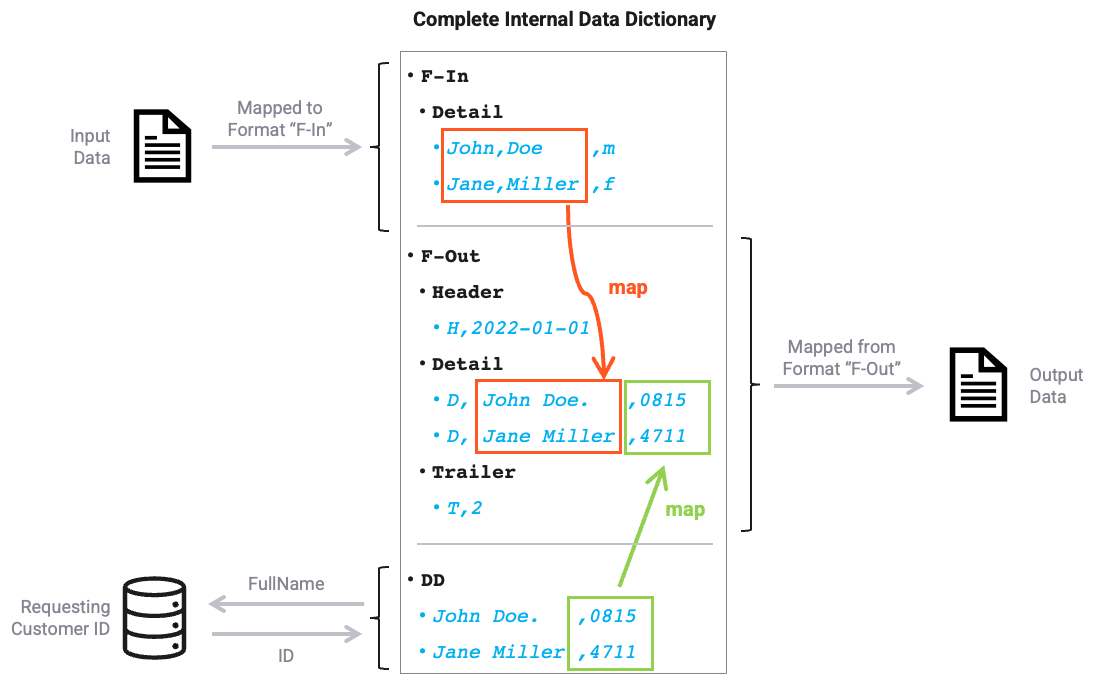 Complete Internal Data Dictionary
Input
Data
Mapped to
Format “F-In”
• F-In
• Detail
• John,Doe ,m
• Jane,Miller ,f
map
• F-Out
• Header
• H,2022-01-01
• Detail
• D, John Doe. ,0815
• D, Jane Miller ,4711
• Trailer
• T,2
map
Mapped from
Format “F-Out”
Output
Data
• DD
• John Doe. ,0815
• Jane Miller ,4711
Requesting
Customer ID
FullName
ID